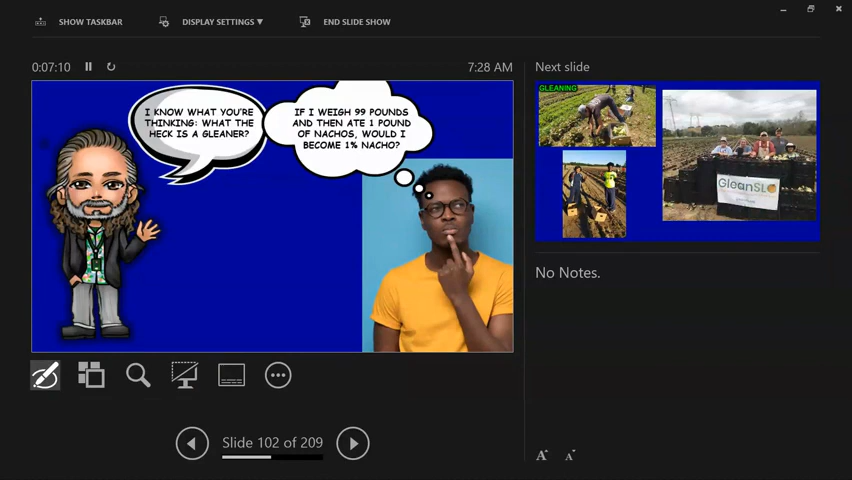 SHOW TASKBAR
DISPLAY SETTINGS ▼
END SLIDE SHOW
0:07:10
7:28 AM
I KNOW WHAT YOU'RE
THINKING: WHAT THE
HECK IS A GLEANER?
IF I WEIGH 99 POUNDS
AND THEN ATE 1 POUND
OF NACHOS, WOULD I
BECOME 1% NACHO?
Next slide
GLEANING
GleanSLO
No Notes.
Slide 102 of 209
A
A